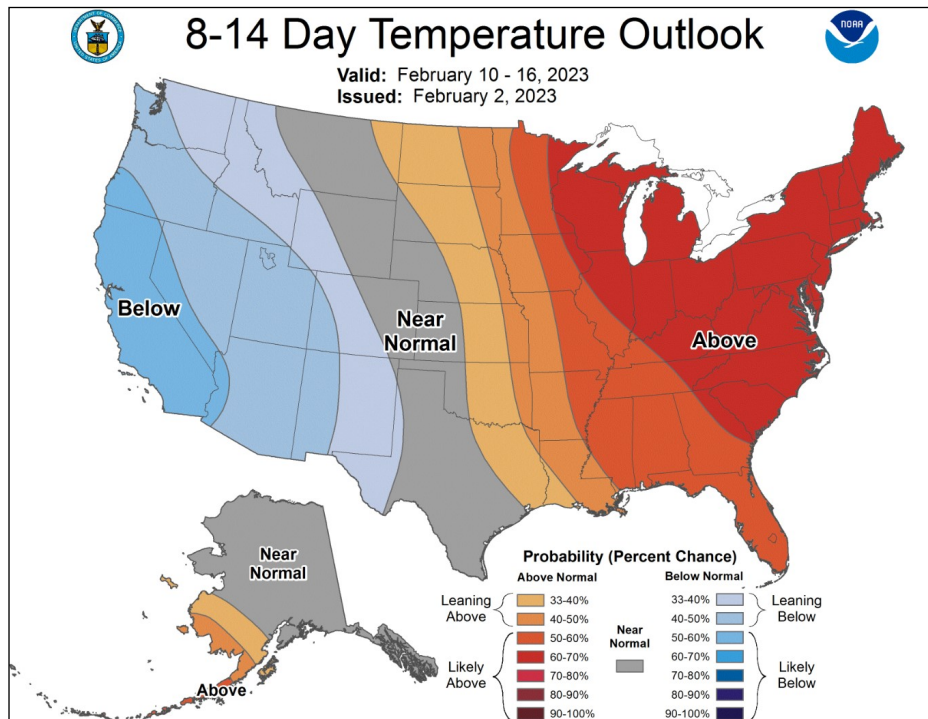 8-14 Day Temperature Outlook
NOAA
Valid: February 10 - 16, 2023
Issued: February 2, 2023
Below
Near
Normal
Above
Near
Normal
Above
Probability (Percent Chance)
Above Normal
Below Normal
Leaning
Above
33-40%
40-50%
Likely
Above
50-60%
60-70%
70-80%
80-90%
90-100%
Near
Normal
33-40%
40-50%
Leaning
Below
50-60%
60-70%
70-80%
80-90%
90-100%
Likely
Below